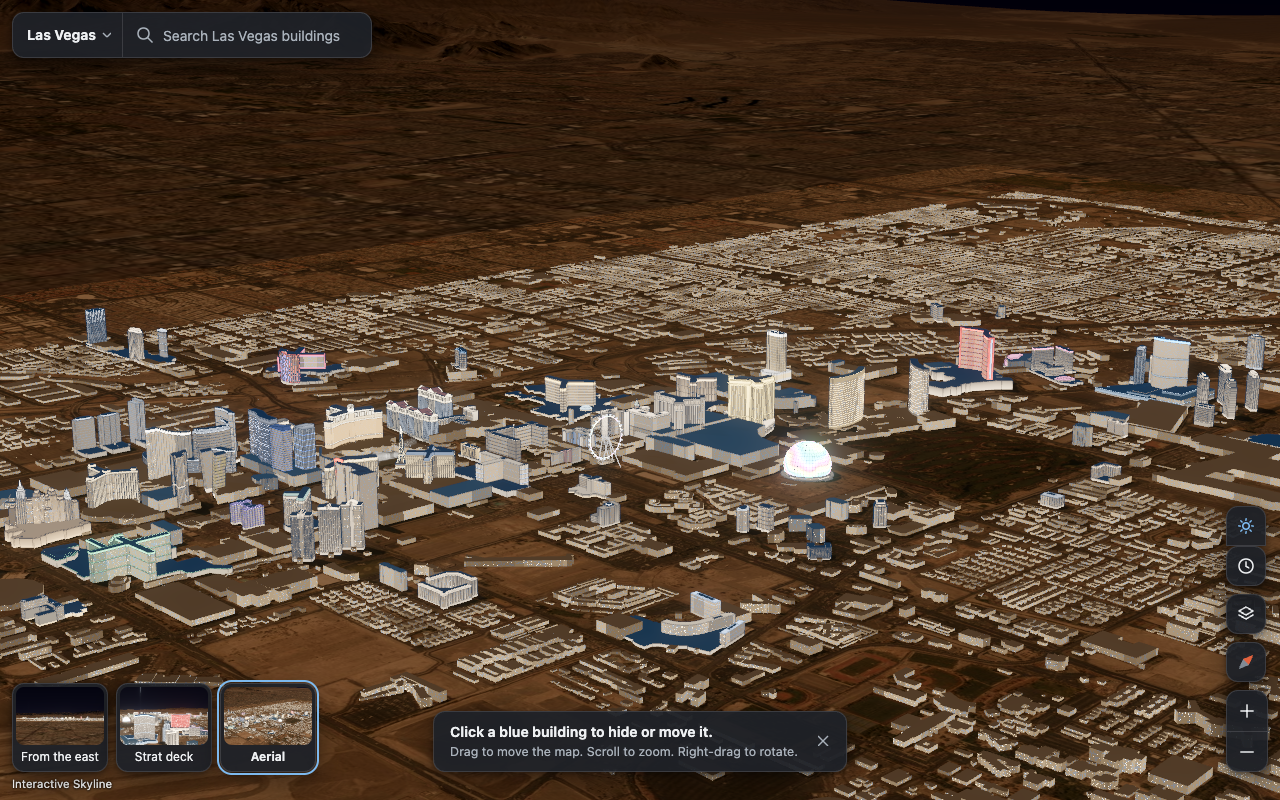 Las Vegas
Search Las Vegas buildings
From the east
Strat deck
Aerial
Interactive Skyline
Click a blue building to hide or move it.
Drag to move the map. Scroll to zoom. Right-drag to rotate.